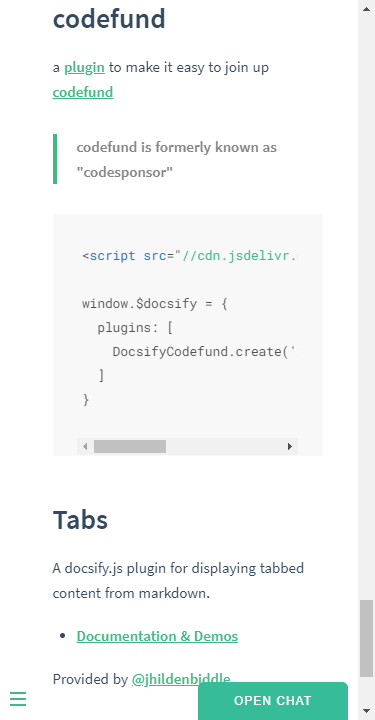 codefund
a plugin to make it easy to join up
codefund
codefund is formerly known as
"codesponsor"
<script src="//cdn.jsdelivr.
window.$docsify = {
  plugins: [
    DocsifyCodefund.create('
  ]
}
Tabs
A docsify.js plugin for displaying tabbed
content from markdown.
Documentation & Demos
Provided by @jhildenbiddle
OPEN CHAT